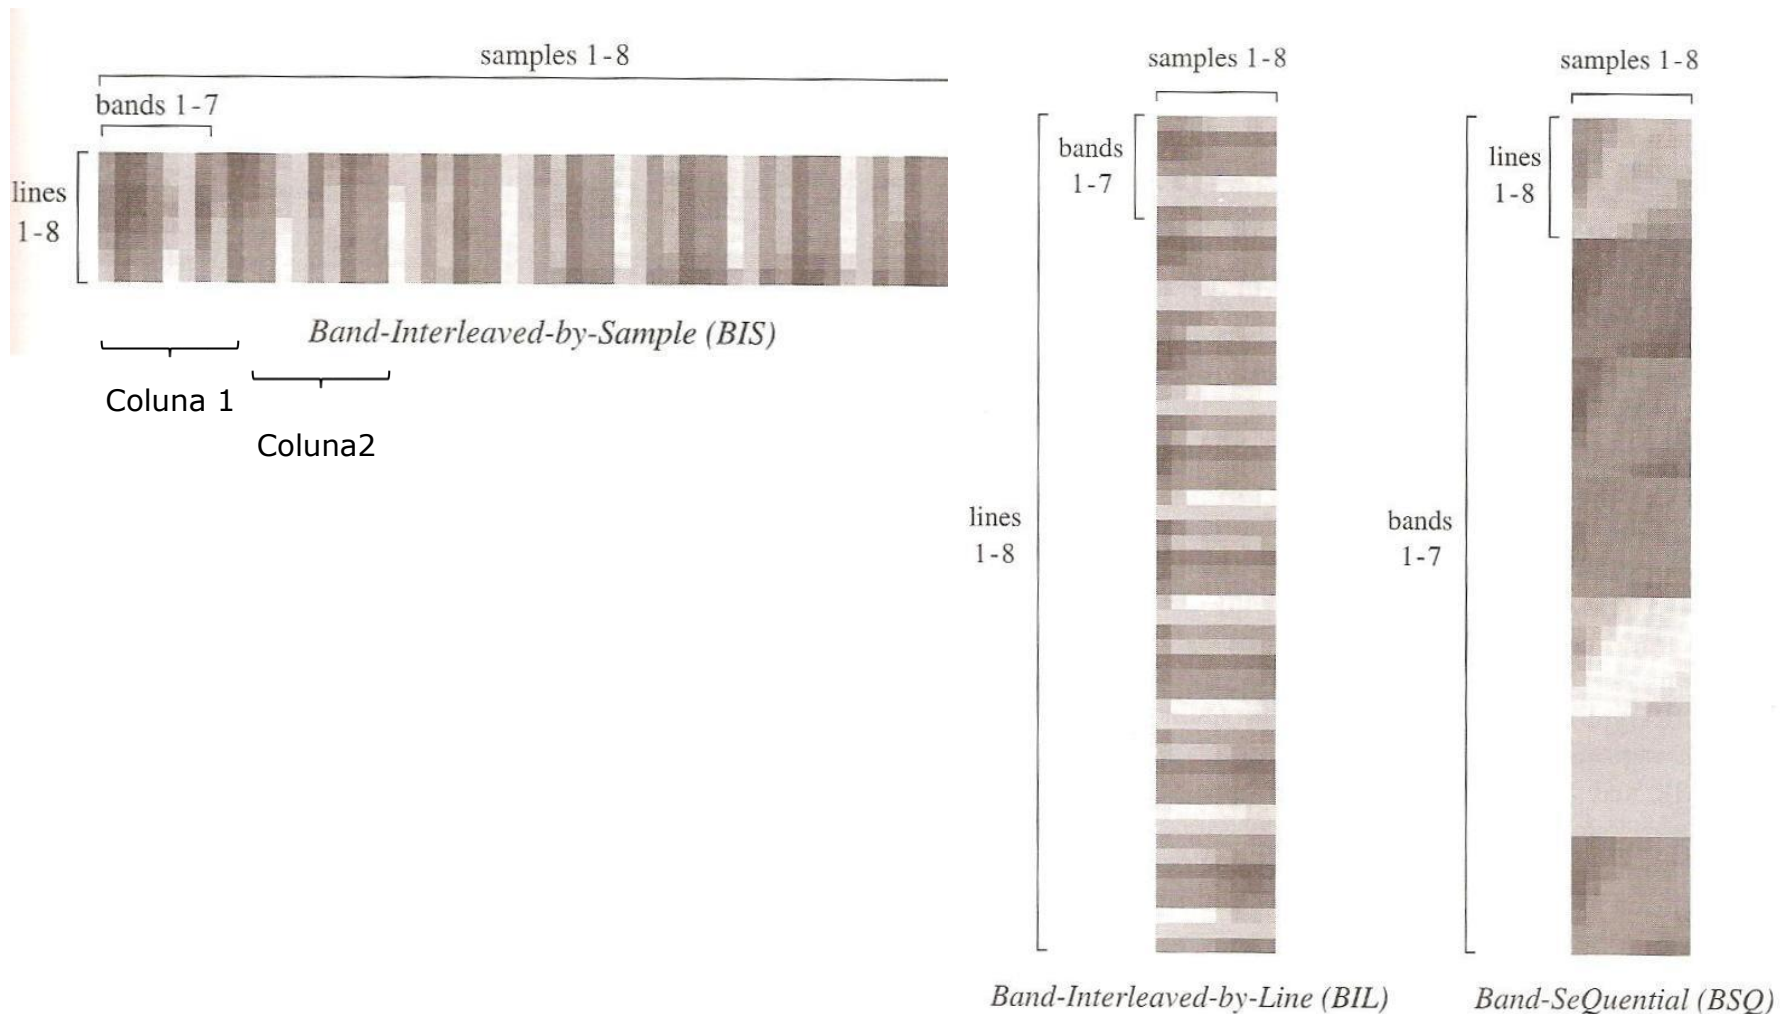 samples 1-8
bands 1-7
lines
1-8
Band-Interleaved-by-Sample (BIS)
Coluna 1
Coluna2
samples 1-8
bands
1-7
lines
1-8
Band-Interleaved-by-Line (BIL)
samples 1-8
lines
1-8
bands
1-7
Band-SeQuential (BSQ)